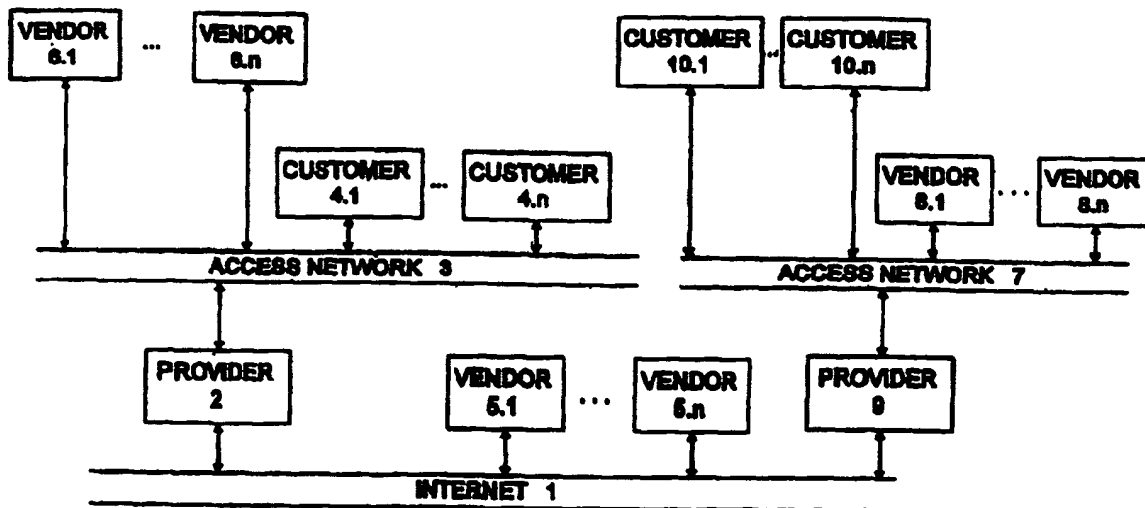 VENDOR ... VENDOR
6.1 6.n
CUSTOMER ... CUSTOMER
10.1 10.n
CUSTOMER ... CUSTOMER
4.1 4.n
VENDOR ... VENDOR
8.1 8.n
ACCESS NETWORK 3
ACCESS NETWORK 7
PROVIDER
2
VENDOR ... VENDOR
5.1 5.n
PROVIDER
9
INTERNET 1